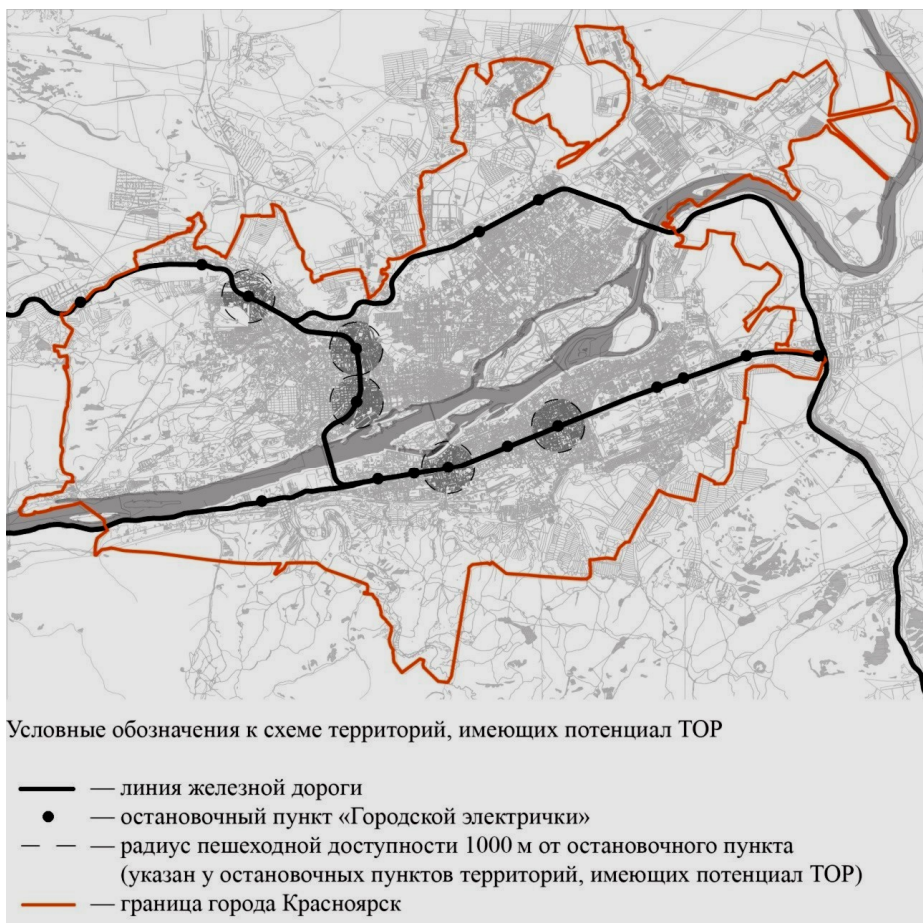 Условные обозначения к схеме территорий, имеющих потенциал ТОР
— линия железной дороги
— остановочный пункт «Городской электрички»
— радиус пешеходной доступности 1000 м от остановочного пункта
(указан у остановочных пунктов территорий, имеющих потенциал ТОР)
— граница города Красноярск